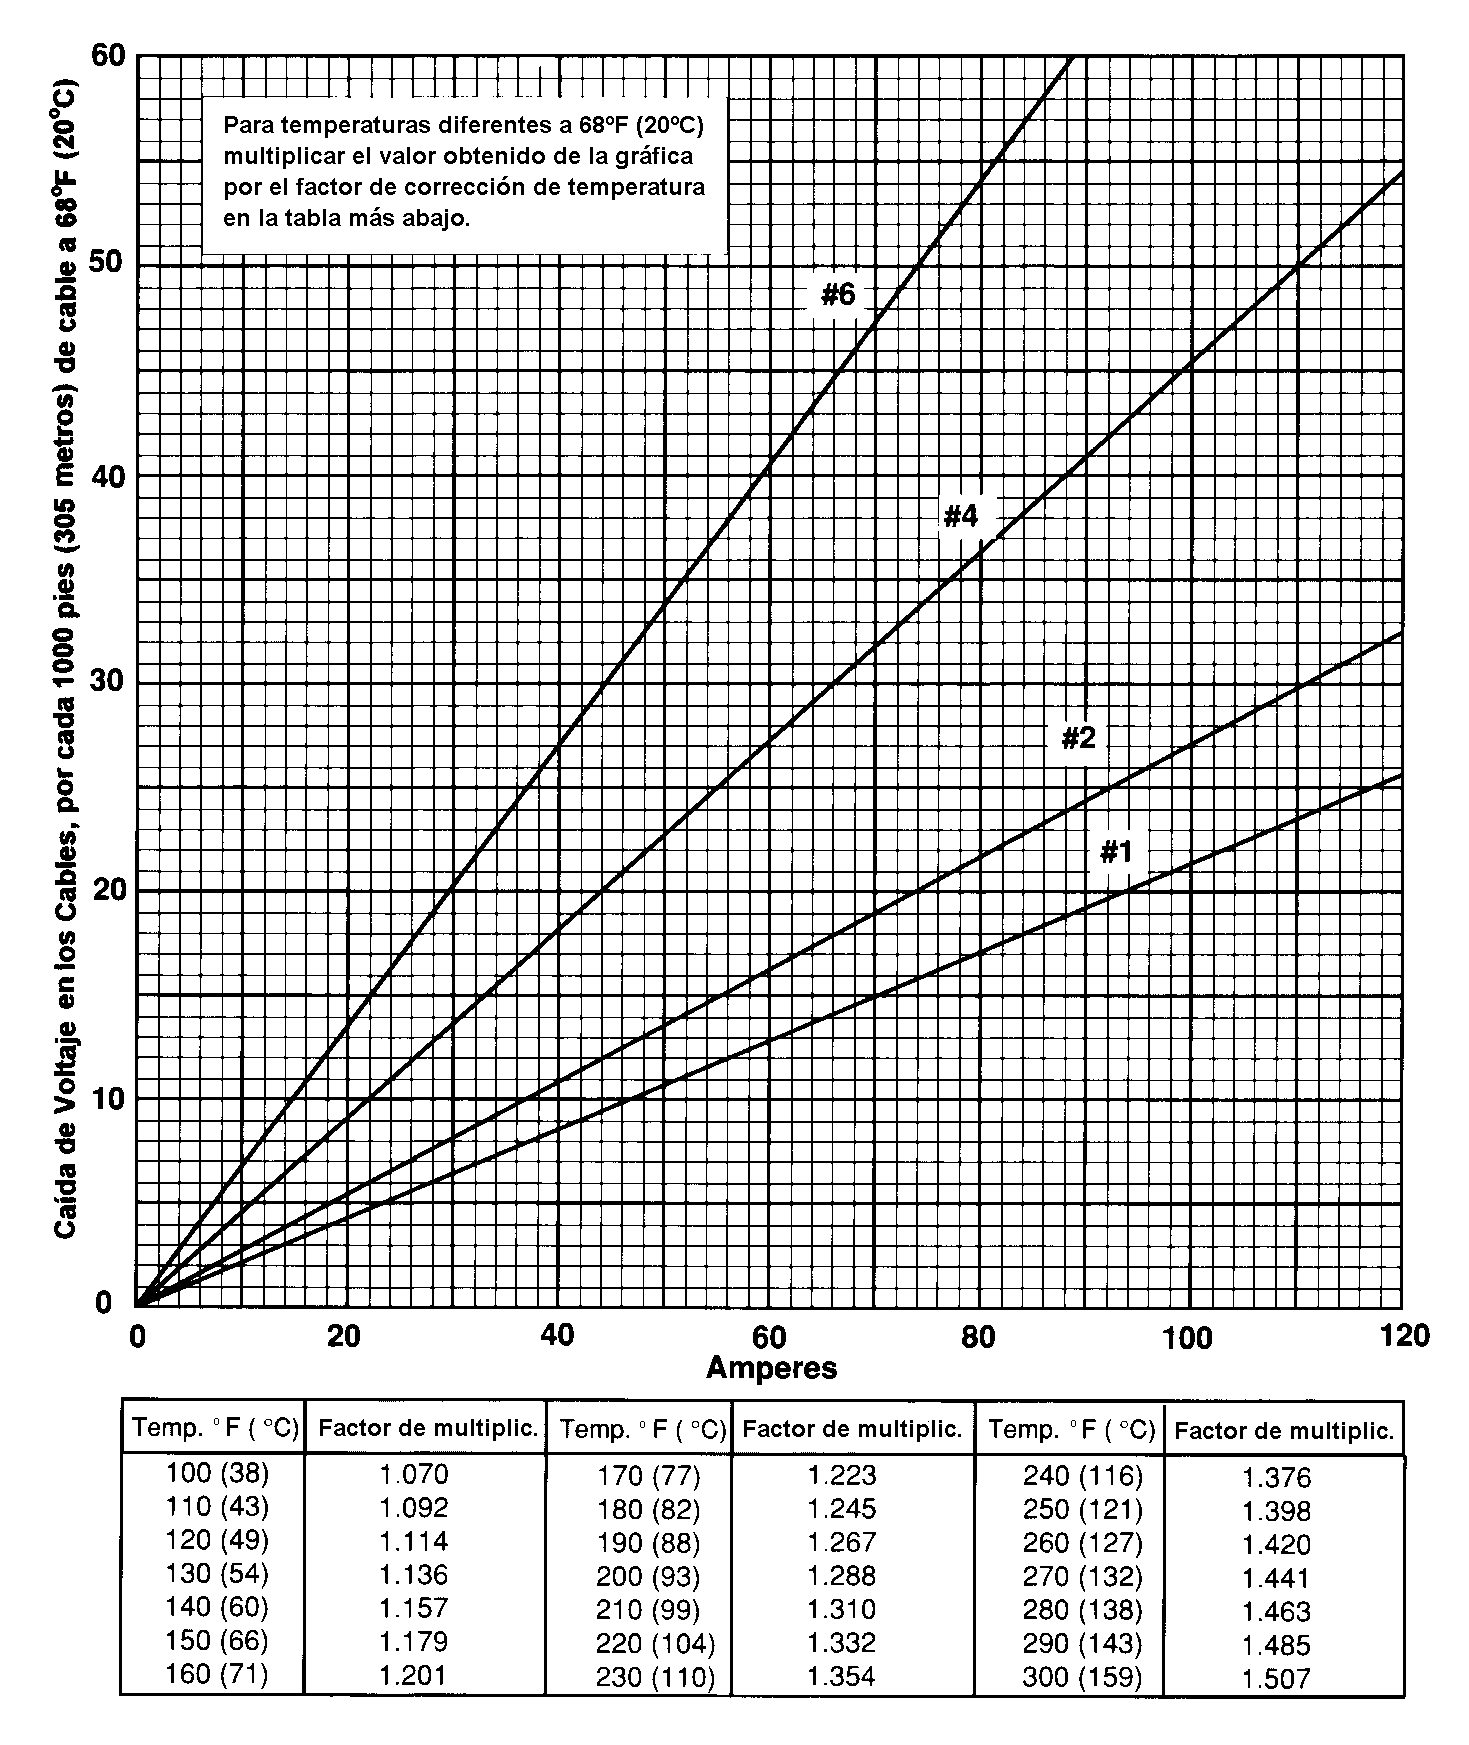 Caída de Voltaje en los Cables, por cada 1000 pies (305 metros) de cable a 68°F (20°C)
60
50
40
30
20
10
0
Para temperaturas diferentes a 68ºF (20ºC)
multiplicar el valor obtenido de la gráfica
por el factor de corrección de temperatura
en la tabla más abajo.
#6
#4
#2
#1
0 20 40 60 80 100 120
Amperes
Temp. °F ( °C) Factor de multiplic. Temp. °F ( °C) Factor de multiplic. Temp. °F ( °C) Factor de multiplic.
100 (38) 1.070 170 (77) 1.223 240 (116) 1.376
110 (43) 1.092 180 (82) 1.245 250 (121) 1.398
120 (49) 1.114 190 (88) 1.267 260 (127) 1.420
130 (54) 1.136 200 (93) 1.288 270 (132) 1.441
140 (60) 1.157 210 (99) 1.310 280 (138) 1.463
150 (66) 1.179 220 (104) 1.332 290 (143) 1.485
160 (71) 1.201 230 (110) 1.354 300 (159) 1.507